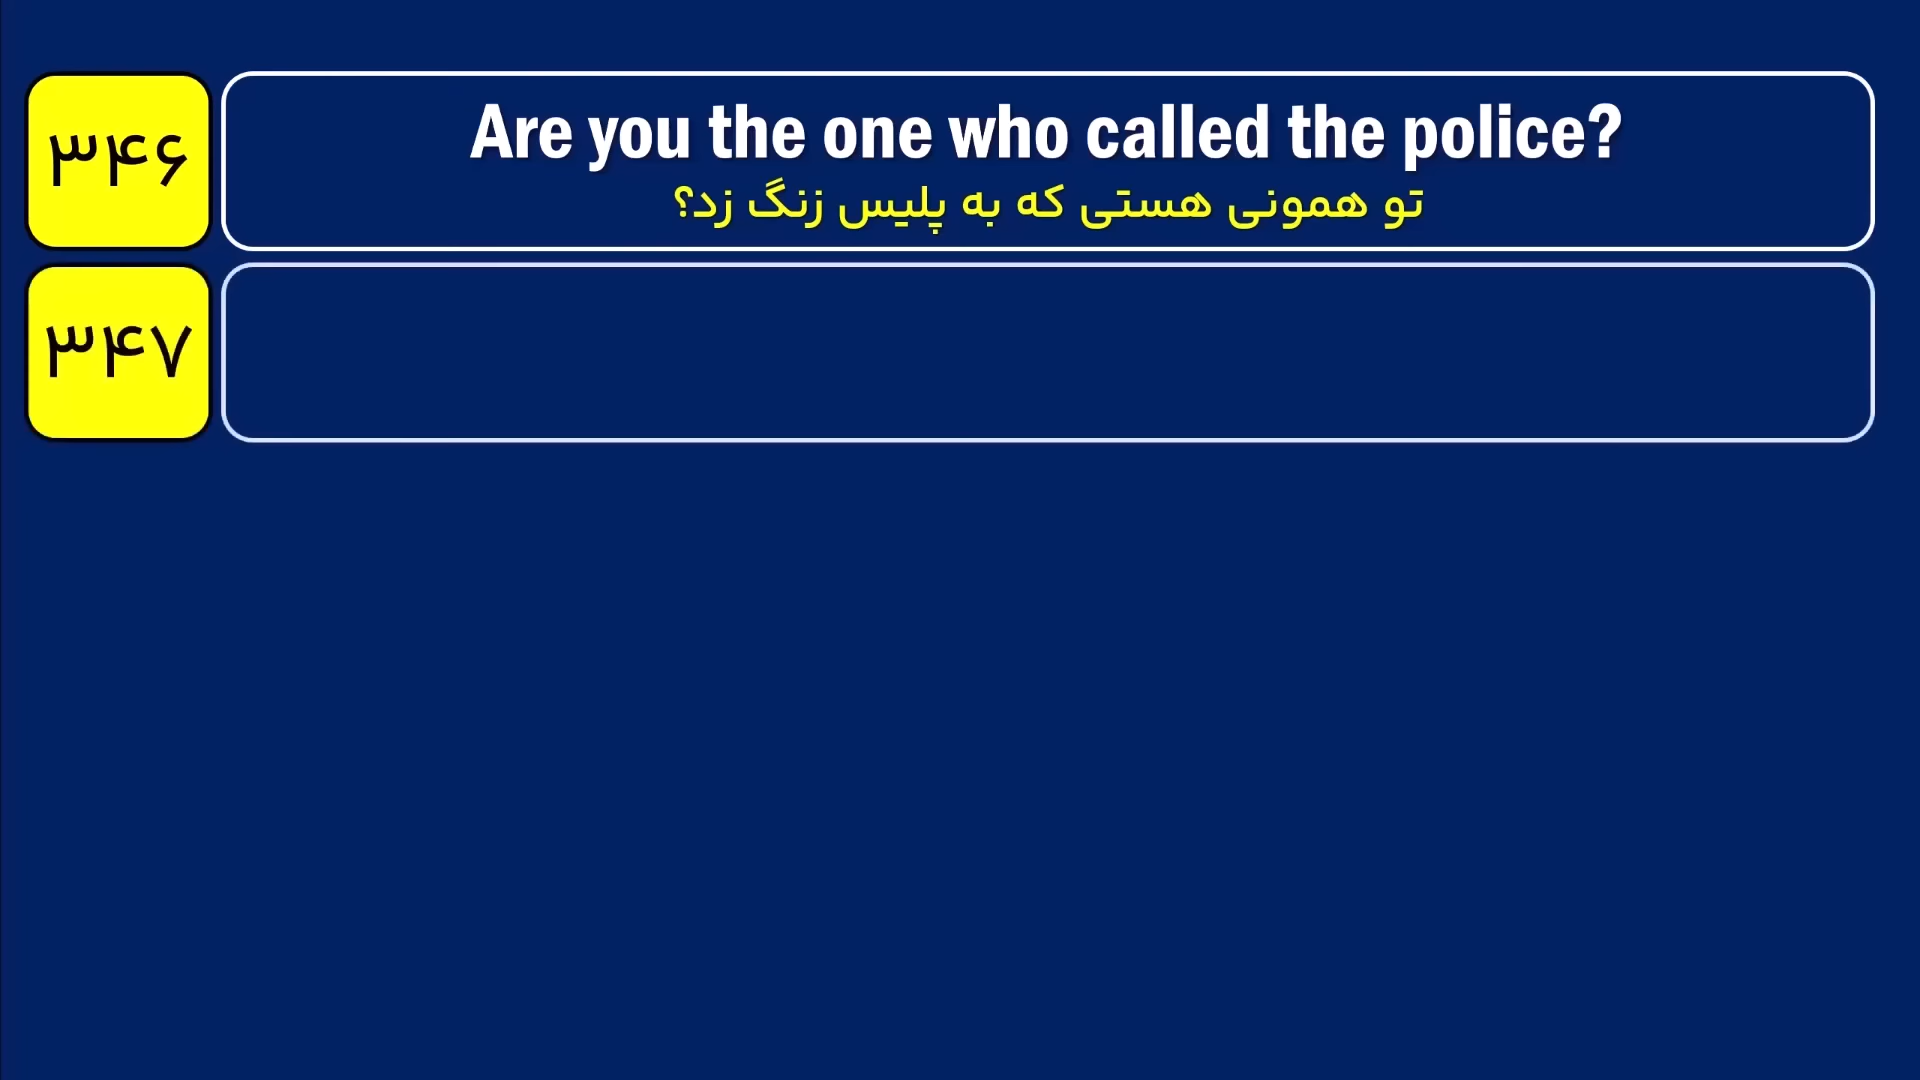 ۳۴۶
Are you the one who called the police?
تو همونی هستی که به پلیس زنگ زد؟
۳۴۷